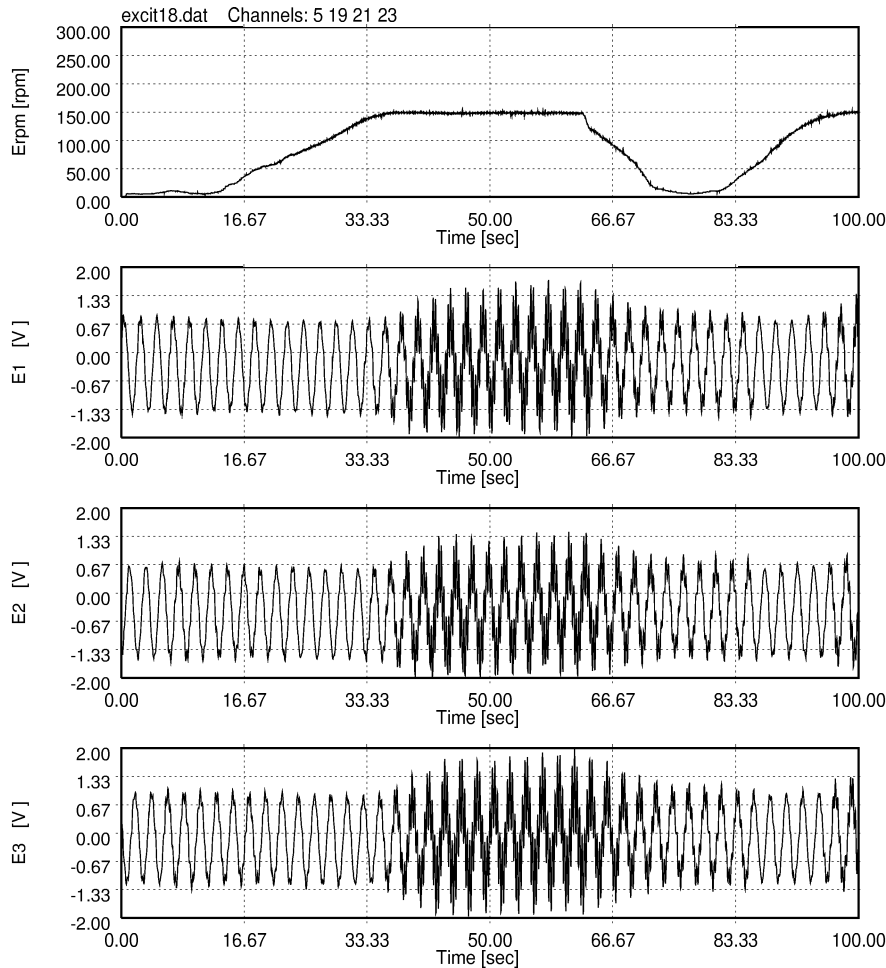 excit18.dat Channels: 5 19 21 23
300.00
250.00
200.00
150.00
100.00
50.00
0.00
Erpm [rpm]
0.00 16.67 33.33 50.00 66.67 83.33 100.00
Time [sec]
2.00
1.33
0.67
0.00
-0.67
-1.33
-2.00
E1 [V ]
0.00 16.67 33.33 50.00 66.67 83.33 100.00
Time [sec]
2.00
1.33
0.67
0.00
-0.67
-1.33
-2.00
E2 [V ]
0.00 16.67 33.33 50.00 66.67 83.33 100.00
Time [sec]
2.00
1.33
0.67
0.00
-0.67
-1.33
-2.00
E3 [V ]
0.00 16.67 33.33 50.00 66.67 83.33 100.00
Time [sec]